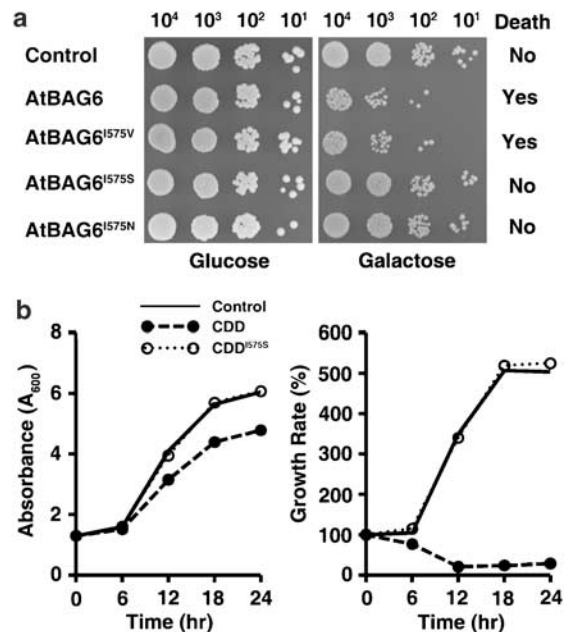 a
10⁴ 10³ 10² 10¹ 10⁴ 10³ 10² 10¹ Death
Control No
AtBAG6 Yes
AtBAG6^I575V Yes
AtBAG6^I575S No
AtBAG6^I575N No
Glucose Galactose
b
Control
CDD
CDD^I575S
Absorbance (A₆₀₀)
8
6
4
2
0
0 6 12 18 24
Time (hr)
Growth Rate (%)
600
500
400
300
200
100
0
0 6 12 18 24
Time (hr)